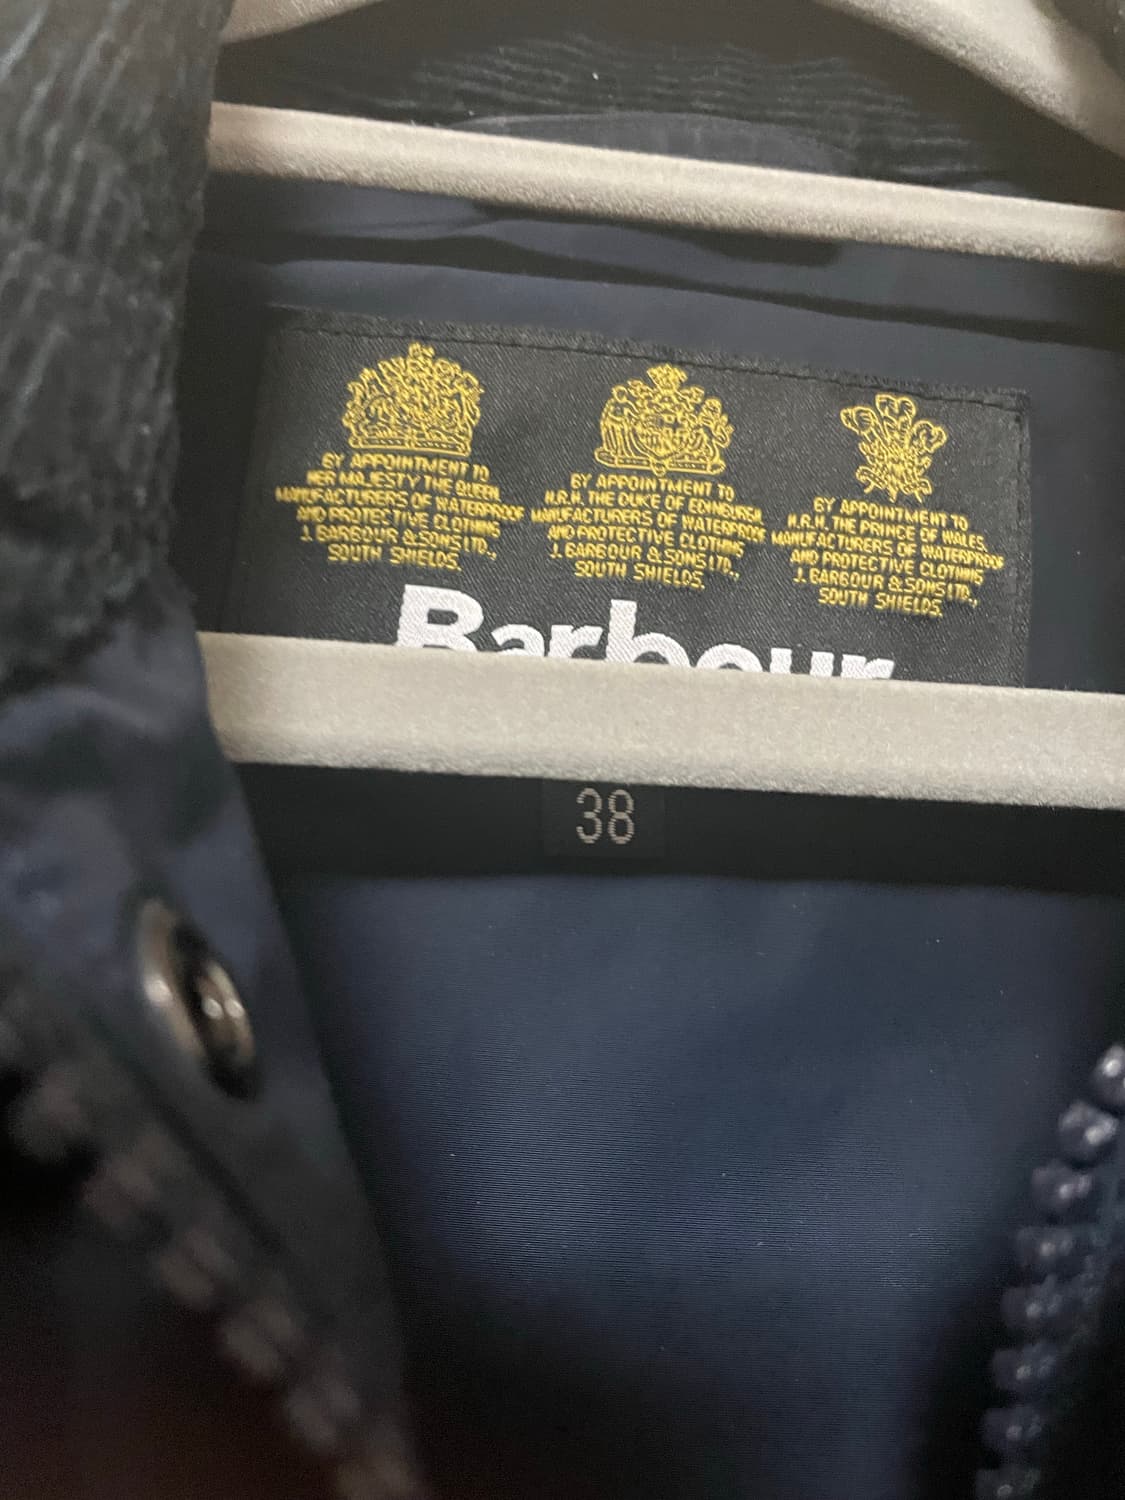 BY APPOINTMENT TO
HER MAJESTY THE QUEEN
MANUFACTURERS OF WATERPROOF
AND PROTECTIVE CLOTHING
J. BARBOUR & SONS LTD.,
SOUTH SHIELDS.
BY APPOINTMENT TO
H.R.H. THE DUKE OF EDINBURGH
MANUFACTURERS OF WATERPROOF
AND PROTECTIVE CLOTHING
J. BARBOUR & SONS LTD.,
SOUTH SHIELDS.
BY APPOINTMENT TO
H.R.H. THE PRINCE OF WALES
MANUFACTURERS OF WATERPROOF
AND PROTECTIVE CLOTHING
J. BARBOUR & SONS LTD.,
SOUTH SHIELDS.
Barbour
38